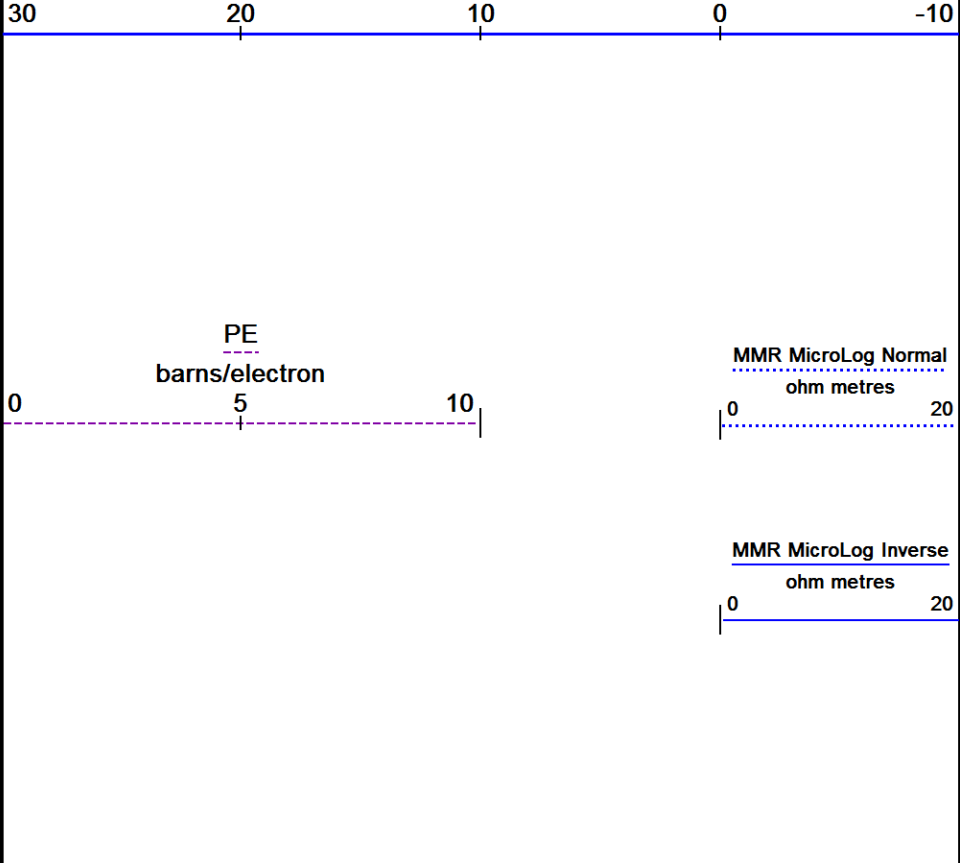 30 20 10 0 -10
PE
barns/electron
0 5 10
MMR MicroLog Normal
ohm metres
0 20
MMR MicroLog Inverse
ohm metres
0 20